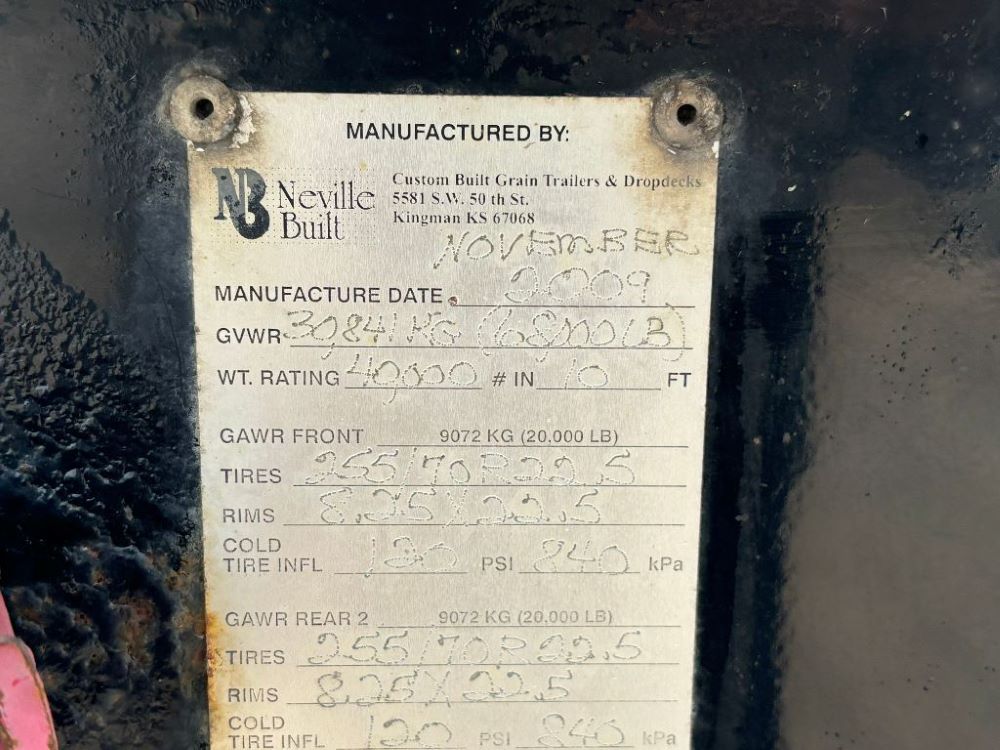 MANUFACTURED BY:
NB Neville Built
Custom Built Grain Trailers & Dropdecks
5581 S.W. 50 th St.
Kingman KS 67068
NOVEMBER
MANUFACTURE DATE 2009
GVWR 30,841 KG (68,000 LB)
WT. RATING 40,000 # IN 10 FT
GAWR FRONT 9072 KG (20,000 LB)
TIRES 255/70R22.5
RIMS 8.25X22.5
COLD
TIRE INFL 120 PSI 840 kPa
GAWR REAR 2 9072 KG (20,000 LB)
TIRES 255/70R22.5
RIMS 8.25X22.5
COLD
TIRE INFL 120 PSI 840 kPa